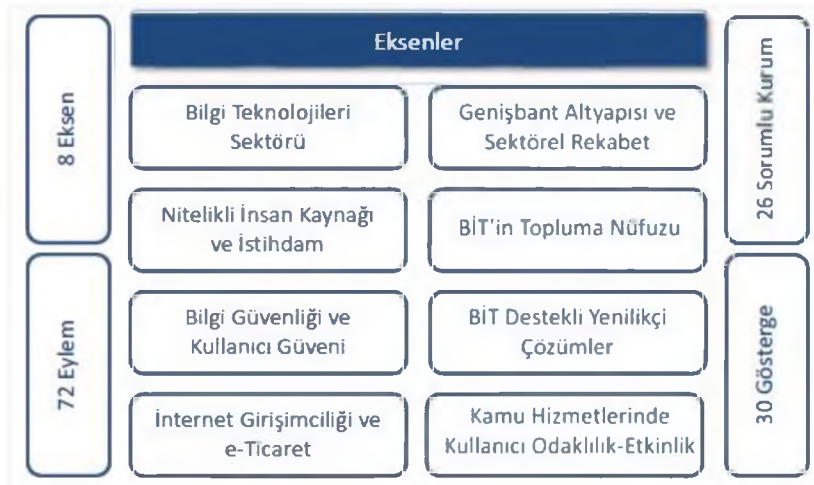 Eksenler
8 Eksen
72 Eylem
Bilgi Teknolojileri
Sektörü
Genişbant Altyapısı ve
Sektörel Rekabet
Nitelikli İnsan Kaynağı
ve İstihdam
BİT'in Topluma Nüfuzu
Bilgi Güvenliği ve
Kullanıcı Güveni
BİT Destekli Yenilikçi
Çözümler
İnternet Girişimciliği ve
e-Ticaret
Kamu Hizmetlerinde
Kullanıcı Odaklılık-Etkinlik
26 Sorumlu Kurum
30 Gösterge